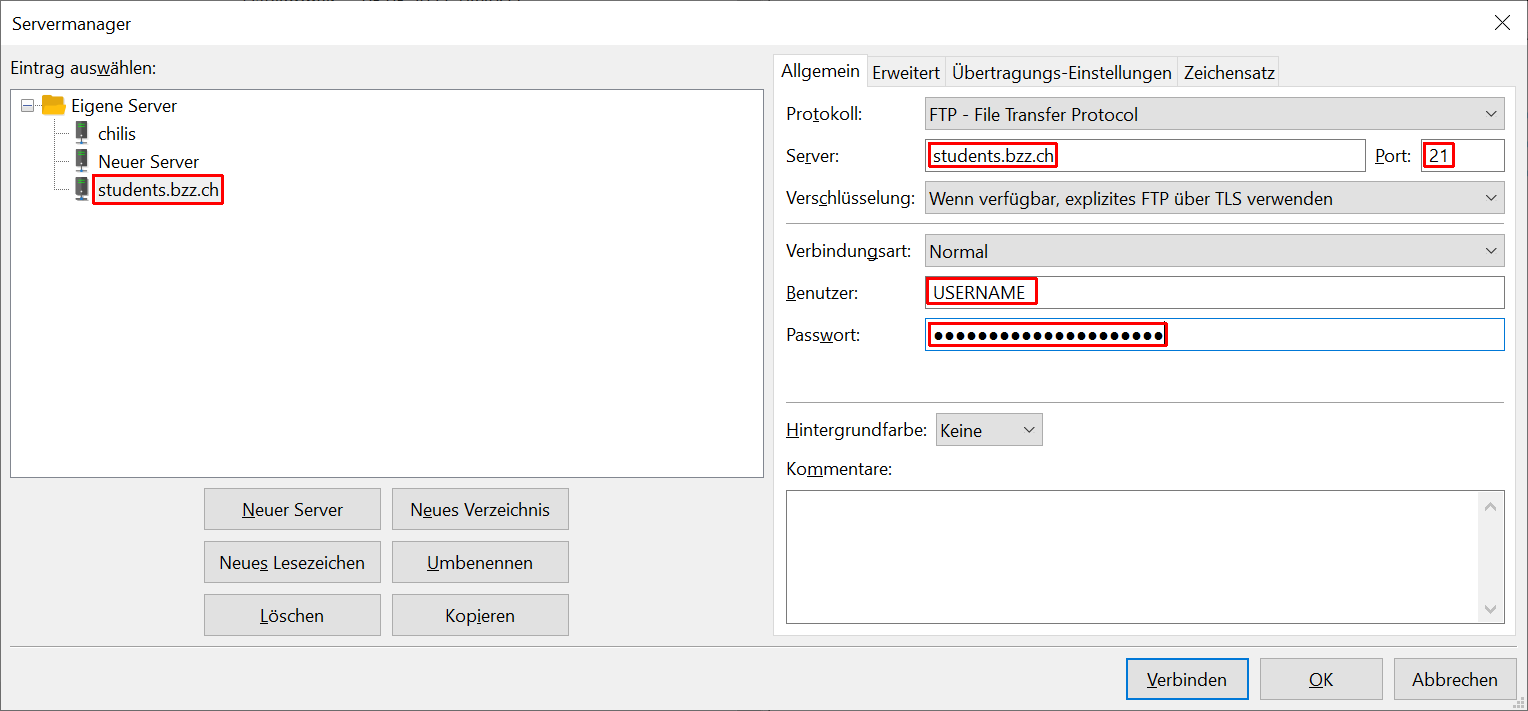 Servermanager
Eintrag auswählen:
Eigene Server
chilis
Neuer Server
students.bzz.ch
Neuer Server
Neues Verzeichnis
Neues Lesezeichen
Umbenennen
Löschen
Kopieren
Allgemein
Erweitert
Übertragungs-Einstellungen
Zeichensatz
Protokoll:
FTP - File Transfer Protocol
Server:
students.bzz.ch
Port:
21
Verschlüsselung:
Wenn verfügbar, explizites FTP über TLS verwenden
Verbindungsart:
Normal
Benutzer:
USERNAME
Passwort:
●●●●●●●●●●●●●●●●●●●●●
Hintergrundfarbe:
Keine
Kommentare:
Verbinden
OK
Abbrechen